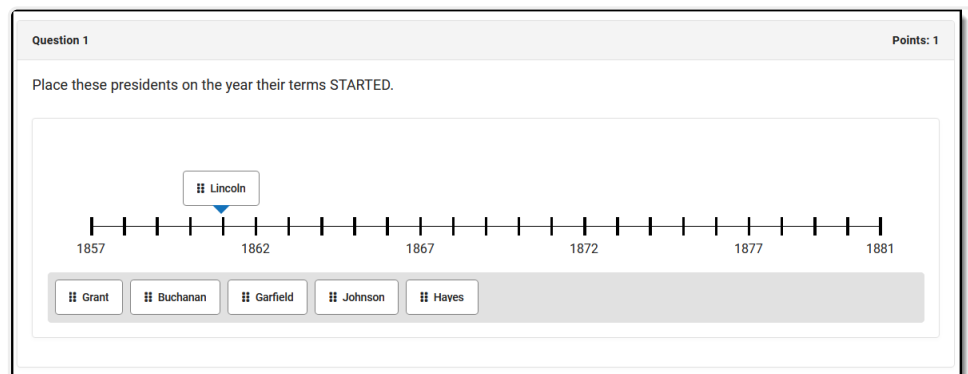 Question 1 Points: 1
Place these presidents on the year their terms STARTED.
Lincoln
1857 1862 1867 1872 1877 1881
Grant Buchanan Garfield Johnson Hayes